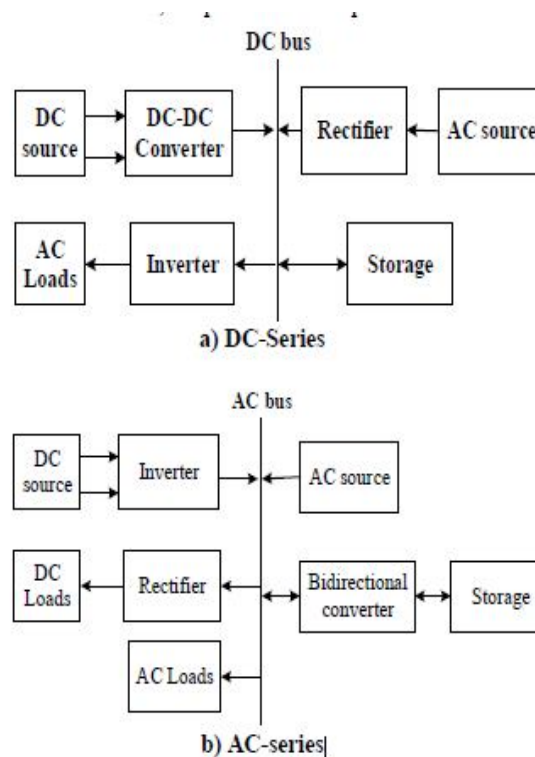 DC bus
DC
source
DC-DC
Converter
Rectifier
AC source
AC
Loads
Inverter
Storage
a) DC-Series
AC bus
DC
source
Inverter
AC source
DC
Loads
Rectifier
Bidirectional
converter
Storage
AC Loads
b) AC-series